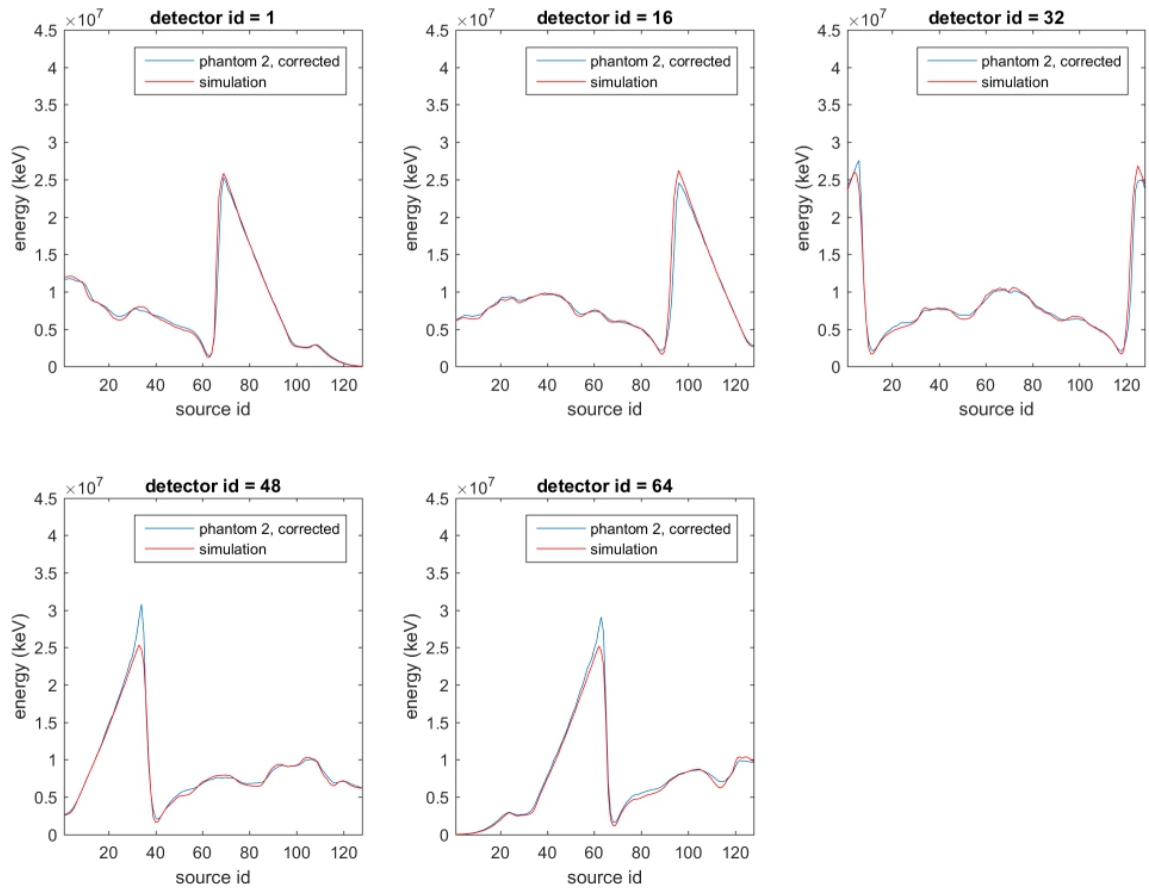 detector id = 1
×10^7
4.5
4
3.5
3
2.5
2
1.5
1
0.5
0
energy (keV)
phantom 2, corrected
simulation
20 40 60 80 100 120
source id
detector id = 16
×10^7
4.5
4
3.5
3
2.5
2
1.5
1
0.5
0
energy (keV)
phantom 2, corrected
simulation
20 40 60 80 100 120
source id
detector id = 32
×10^7
4.5
4
3.5
3
2.5
2
1.5
1
0.5
0
energy (keV)
phantom 2, corrected
simulation
20 40 60 80 100 120
source id
detector id = 48
×10^7
4.5
4
3.5
3
2.5
2
1.5
1
0.5
0
energy (keV)
phantom 2, corrected
simulation
20 40 60 80 100 120
source id
detector id = 64
×10^7
4.5
4
3.5
3
2.5
2
1.5
1
0.5
0
energy (keV)
phantom 2, corrected
simulation
20 40 60 80 100 120
source id